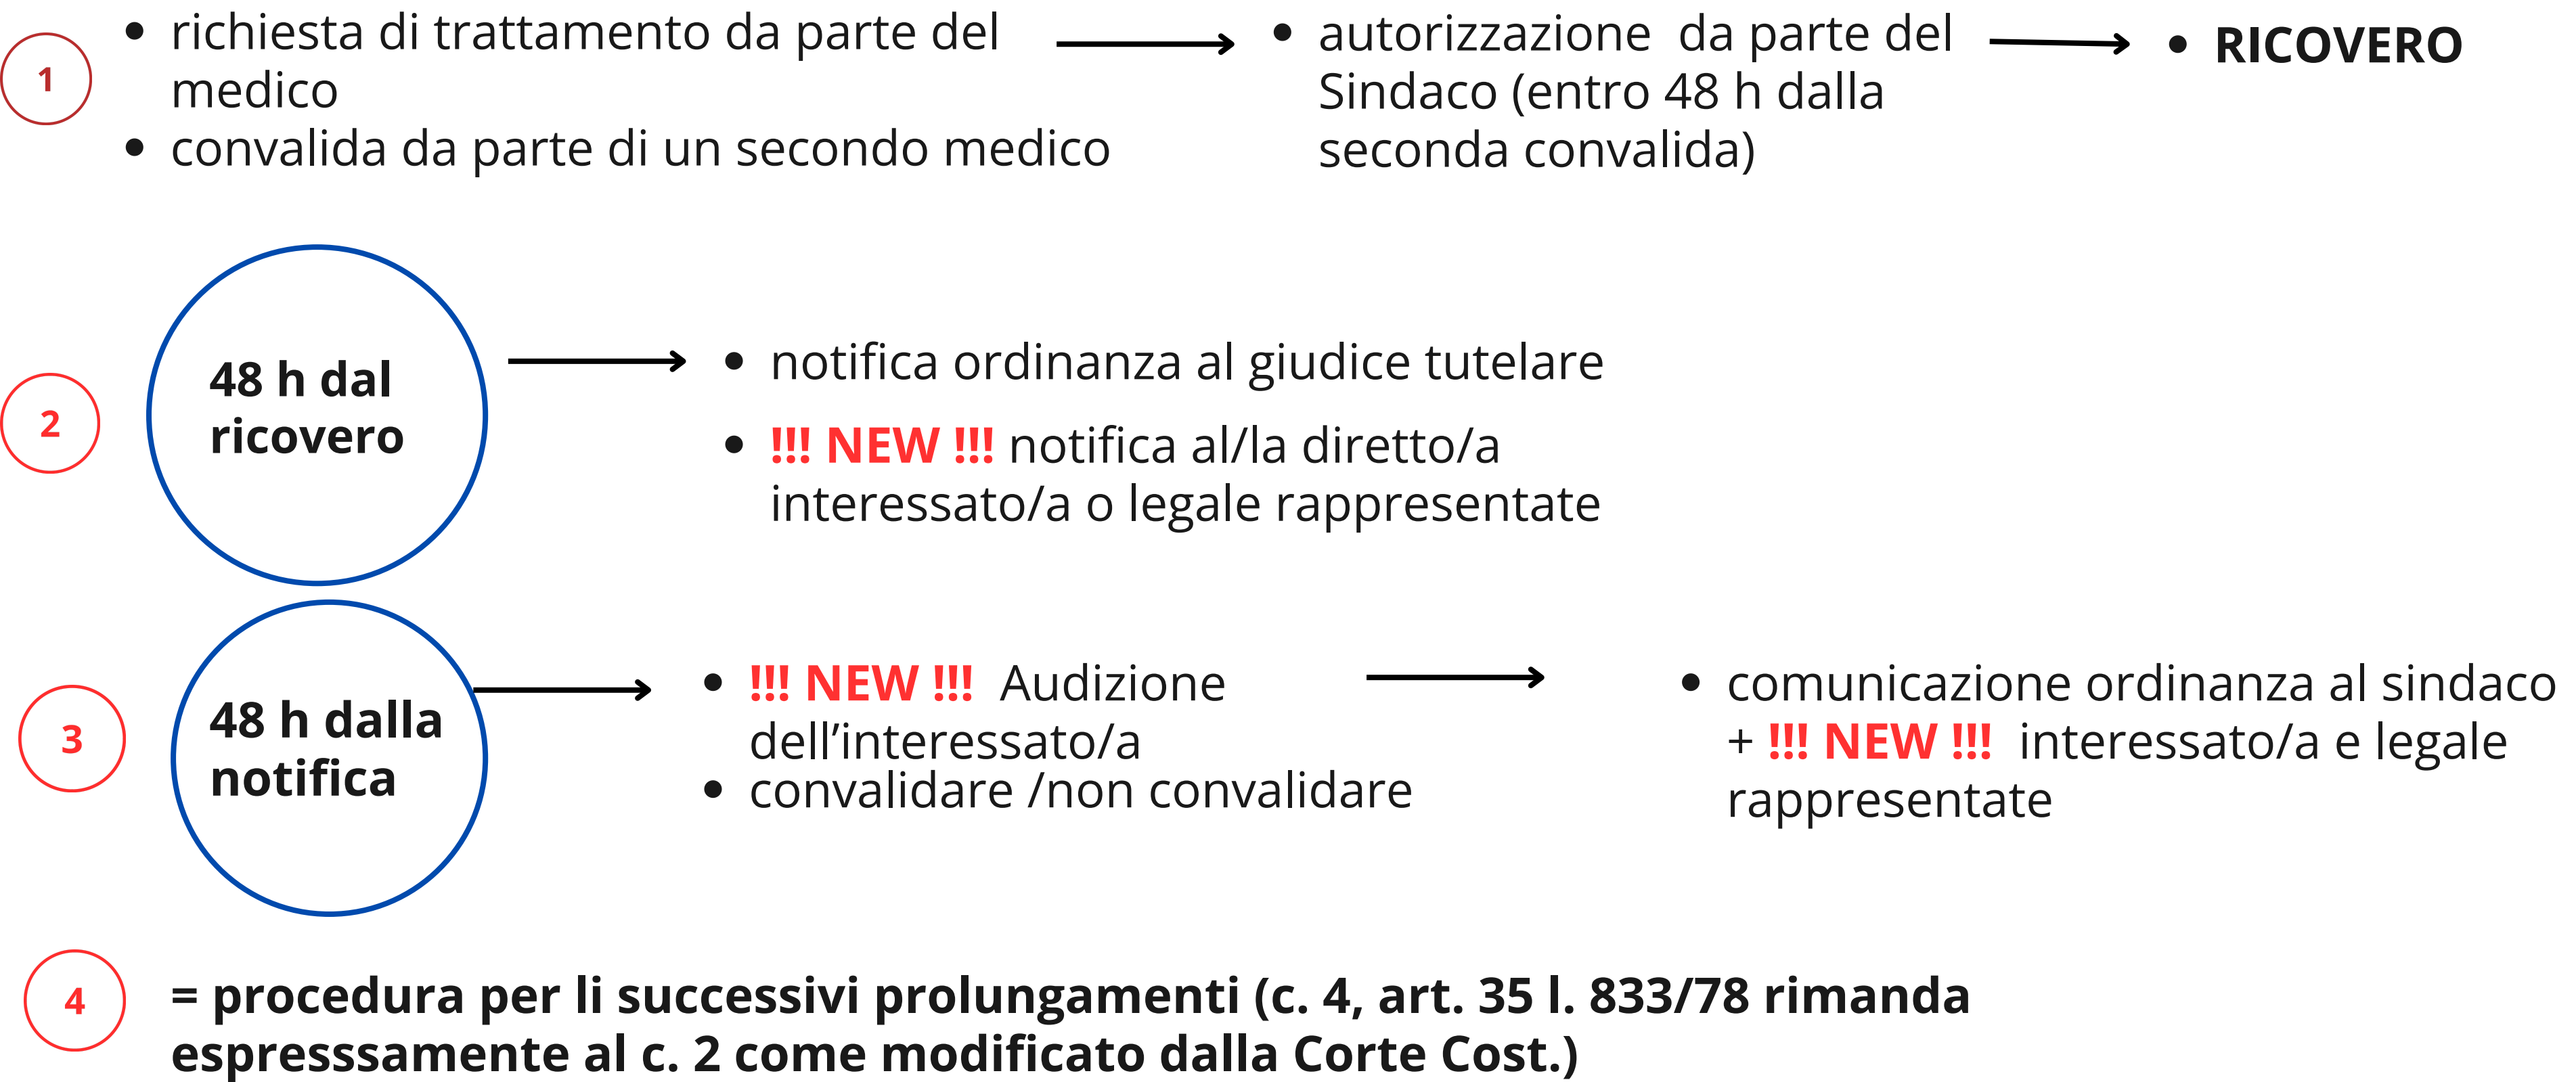 1
• richiesta di trattamento da parte del
medico
• convalida da parte di un secondo medico
• autorizzazione da parte del
Sindaco (entro 48 h dalla
seconda convalida)
• RICOVERO
2
48 h dal
ricovero
• notifica ordinanza al giudice tutelare
• !!! NEW !!! notifica al/la diretto/a
interessato/a o legale rappresentate
3
48 h dalla
notifica
• !!! NEW !!! Audizione
dell’interessato/a
• convalidare /non convalidare
• comunicazione ordinanza al sindaco
+ !!! NEW !!! interessato/a e legale
rappresentate
4
= procedura per li successivi prolungamenti (c. 4, art. 35 l. 833/78 rimanda
espresssamente al c. 2 come modificato dalla Corte Cost.)